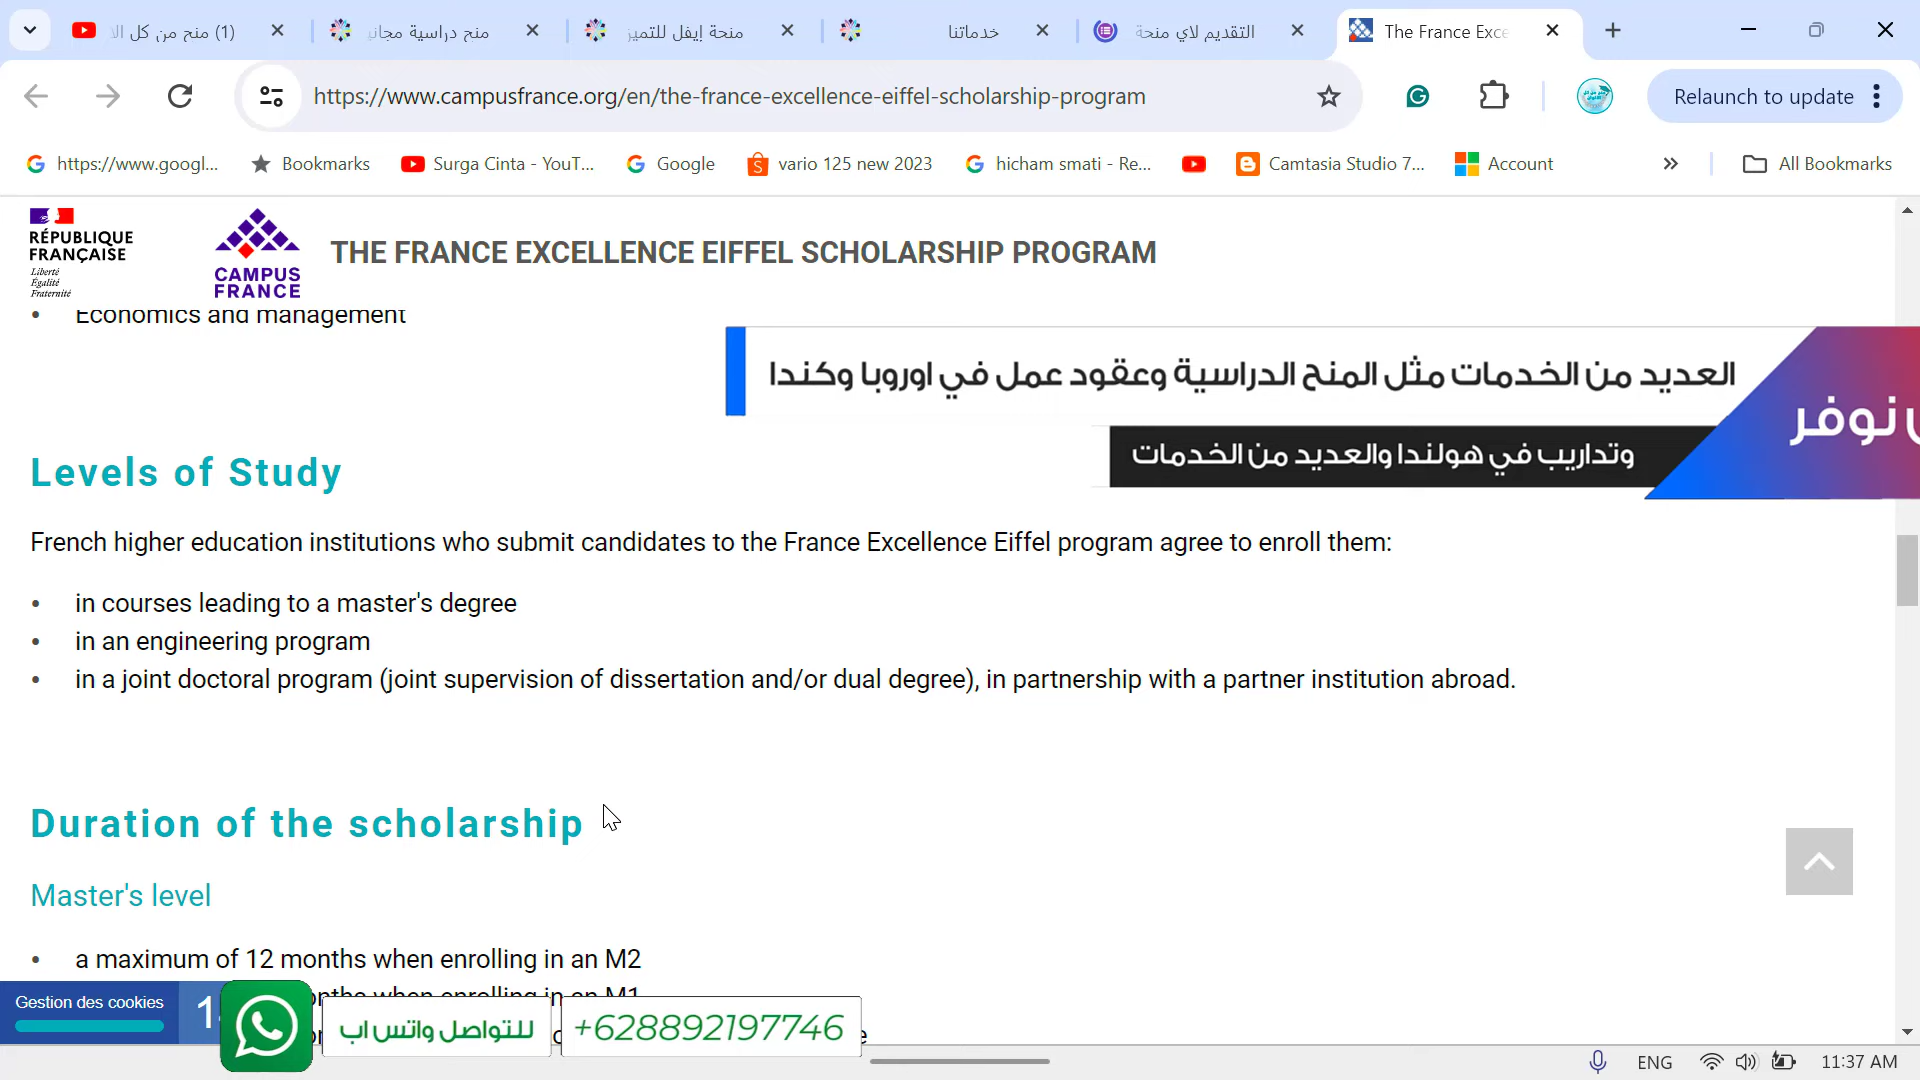 (1) منح من كل الا
منح دراسية مجاني
منحة إيفل للتميز
خدماتنا
التقديم لاي منحة
The France Exce
https://www.campusfrance.org/en/the-france-excellence-eiffel-scholarship-program
Relaunch to update
https://www.googl...
Bookmarks
Surga Cinta - YouT...
Google
vario 125 new 2023
hicham smati - Re...
Camtasia Studio 7...
Account
All Bookmarks
RÉPUBLIQUE
FRANÇAISE
Liberté
Égalité
Fraternité
CAMPUS
FRANCE
THE FRANCE EXCELLENCE EIFFEL SCHOLARSHIP PROGRAM
• Economics and management
العديد من الخدمات مثل المنح الدراسية وعقود عمل في اوروبا وكندا
نوفر
وتداريب في هولندا والعديد من الخدمات
Levels of Study
French higher education institutions who submit candidates to the France Excellence Eiffel program agree to enroll them:
• in courses leading to a master's degree
• in an engineering program
• in a joint doctoral program (joint supervision of dissertation and/or dual degree), in partnership with a partner institution abroad.
Duration of the scholarship
Master's level
• a maximum of 12 months when enrolling in an M2
onths when enrolling in an M1
Gestion des cookies
للتواصل واتس اب
+628892197746
ENG
11:37 AM